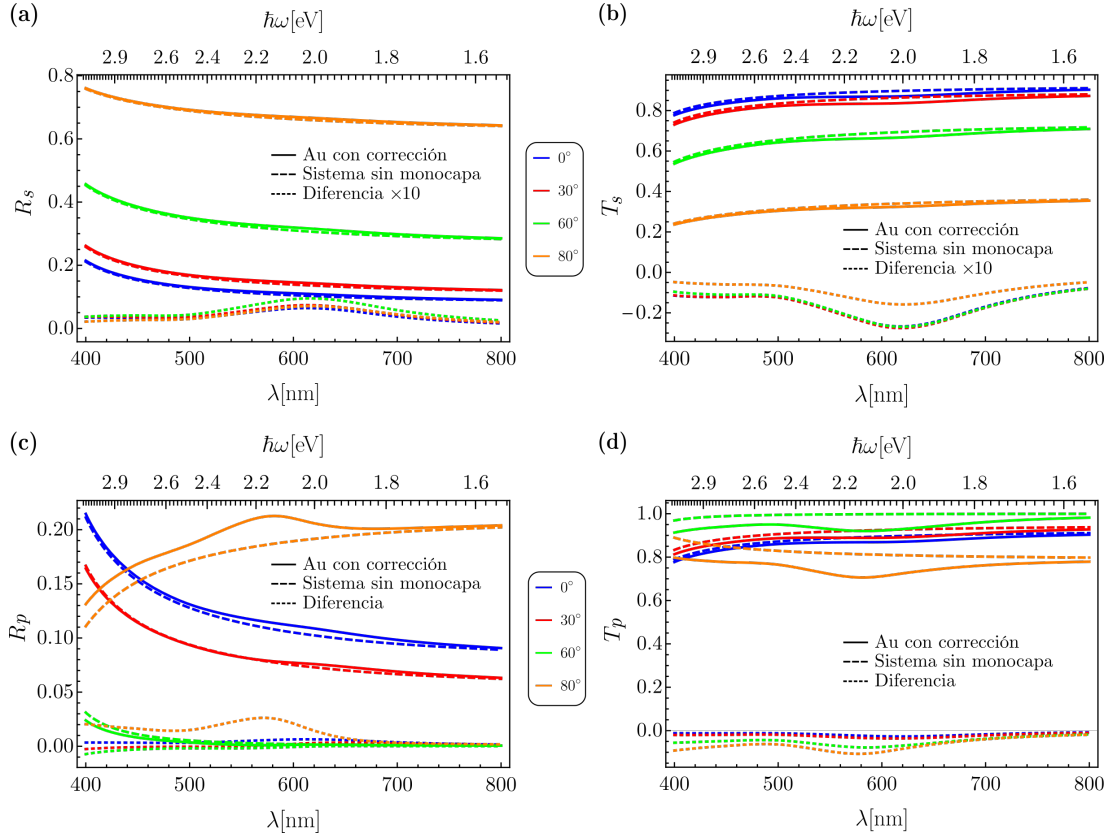 (a)
ħω[eV]
2.9 2.6 2.4 2.2 2.0 1.8 1.6
0.8
0.6
0.4
0.2
0.0
R_s
Au con corrección
Sistema sin monocapa
Diferencia ×10
400 500 600 700 800
λ[nm]
0°
30°
60°
80°
(b)
ħω[eV]
2.9 2.6 2.4 2.2 2.0 1.8 1.6
0.8
0.6
0.4
0.2
0.0
−0.2
T_s
Au con corrección
Sistema sin monocapa
Diferencia ×10
400 500 600 700 800
λ[nm]
(c)
ħω[eV]
2.9 2.6 2.4 2.2 2.0 1.8 1.6
0.20
0.15
0.10
0.05
0.00
R_p
Au con corrección
Sistema sin monocapa
Diferencia
400 500 600 700 800
λ[nm]
0°
30°
60°
80°
(d)
ħω[eV]
2.9 2.6 2.4 2.2 2.0 1.8 1.6
1.0
0.8
0.6
0.4
0.2
0.0
T_p
Au con corrección
Sistema sin monocapa
Diferencia
400 500 600 700 800
λ[nm]